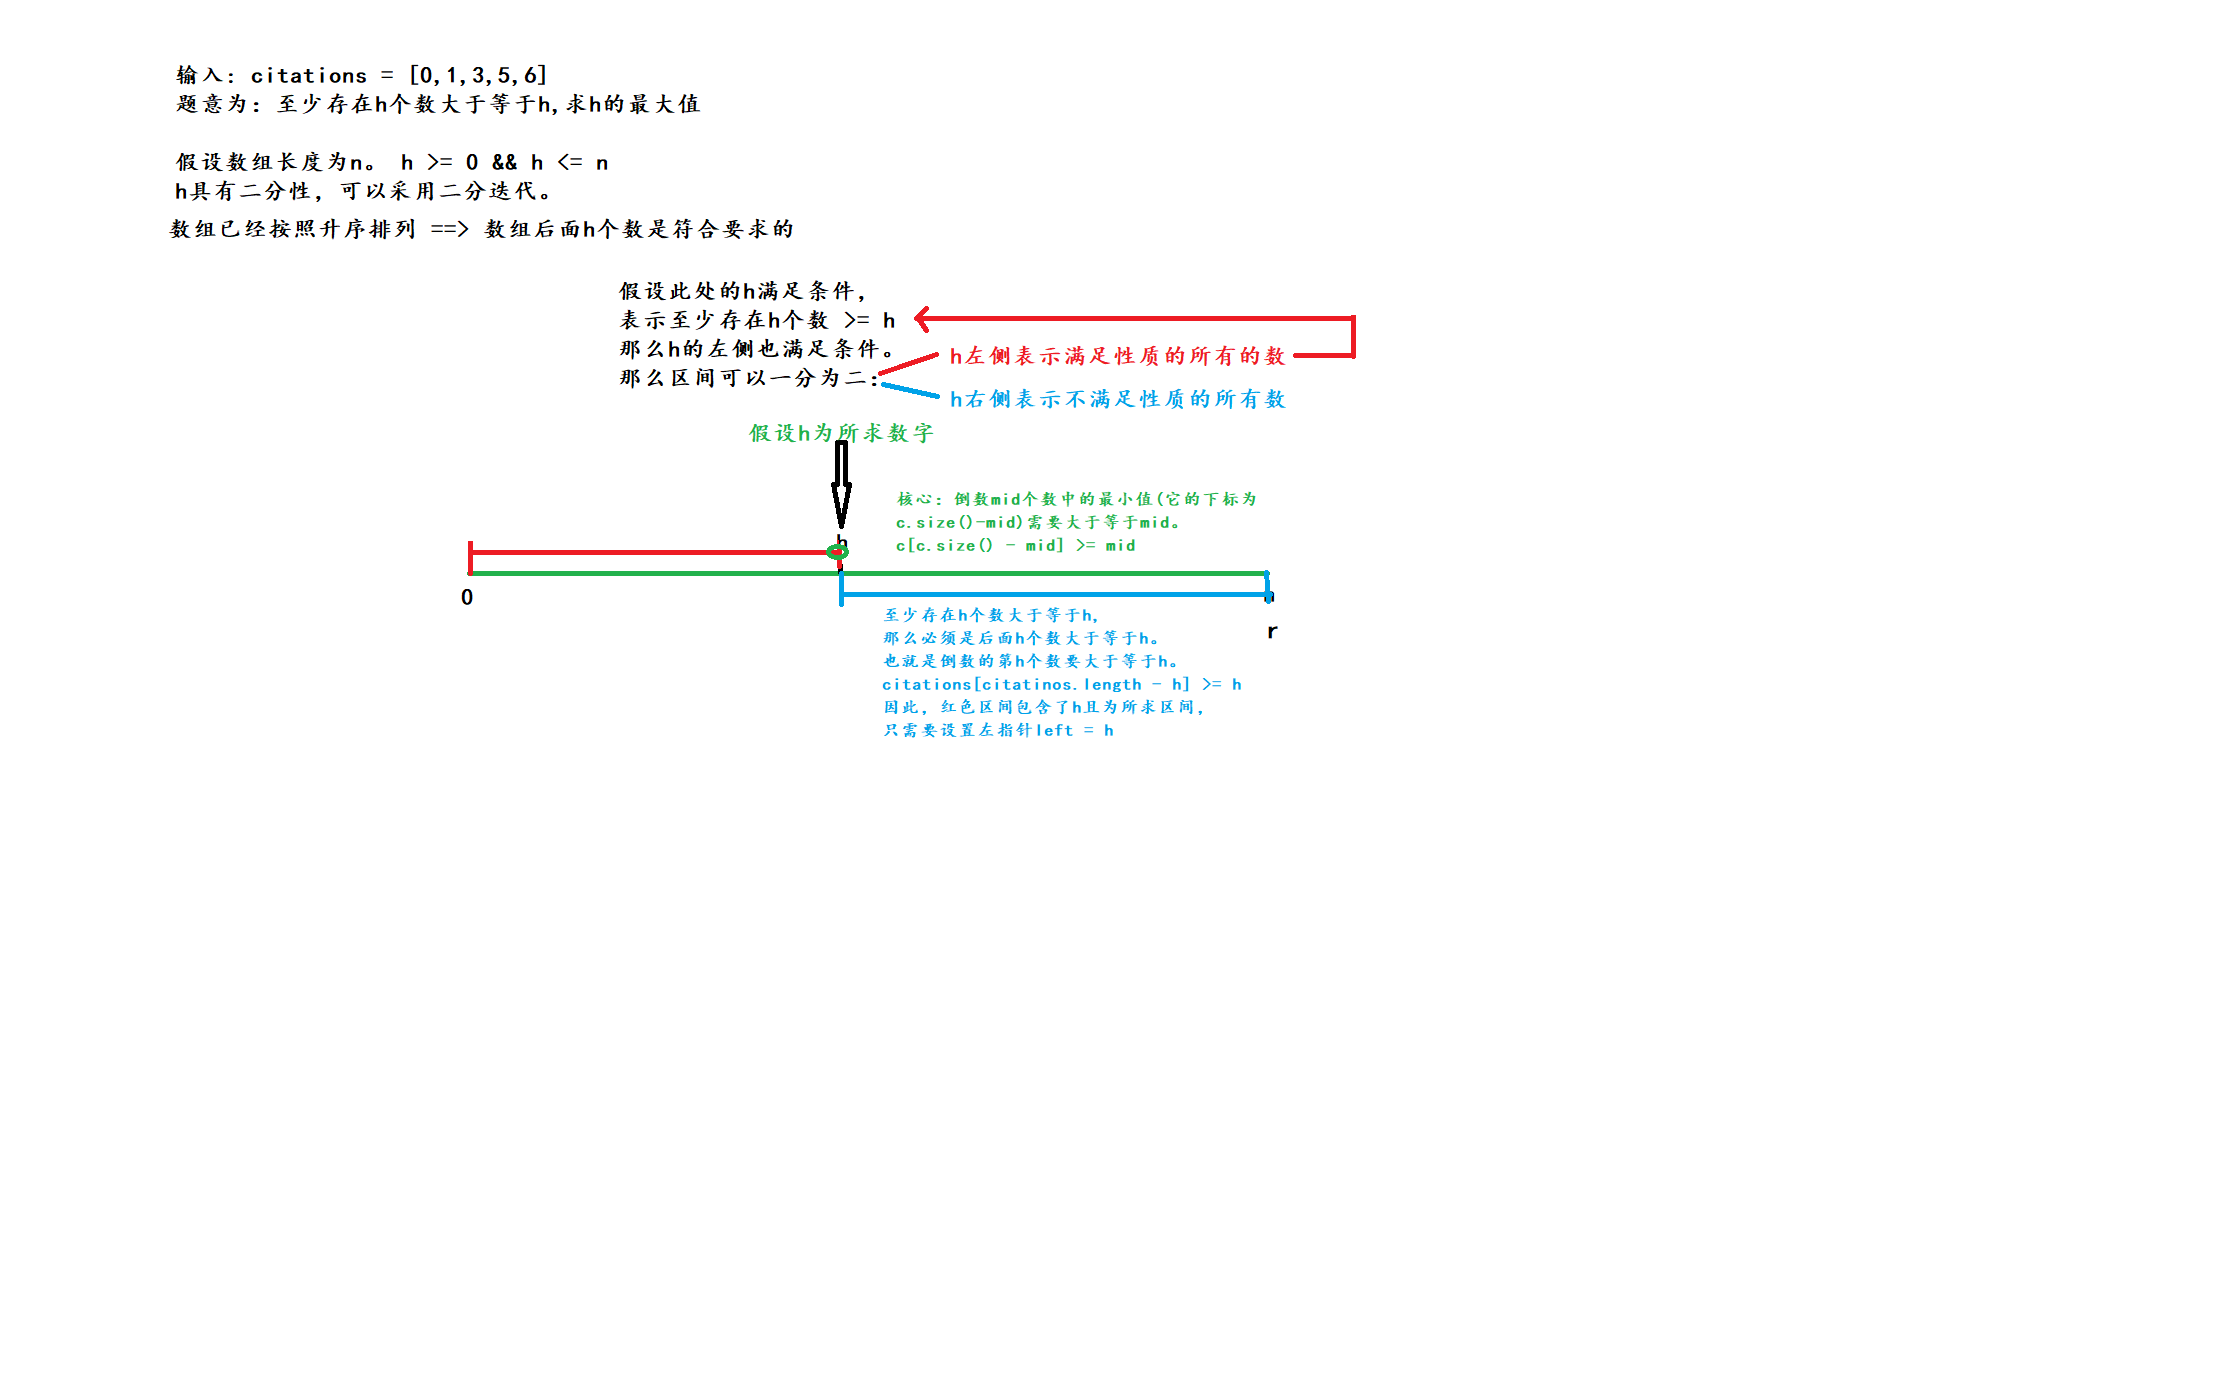 输入: citations = [0,1,3,5,6]
题意为: 至少存在h个数大于等于h,求h的最大值
假设数组长度为n。 h >= 0 && h <= n
h具有二分性，可以采用二分迭代。
数组已经按照升序排列 ==> 数组后面h个数是符合要求的
假设此处的h满足条件，
表示至少存在h个数 >= h
那么h的左侧也满足条件。
那么区间可以一分为二:
h左侧表示满足性质的所有的数
h右侧表示不满足性质的所有数
假设h为所求数字
核心: 倒数mid个数中的最小值(它的下标为
c.size()-mid)需要大于等于mid。
c[c.size() - mid] >= mid
h
0
n
r
至少存在h个数大于等于h，
那么必须是后面h个数大于等于h。
也就是倒数的第h个数要大于等于h。
citations[citatinos.length - h] >= h
因此，红色区间包含了h且为所求区间，
只需要设置左指针left = h